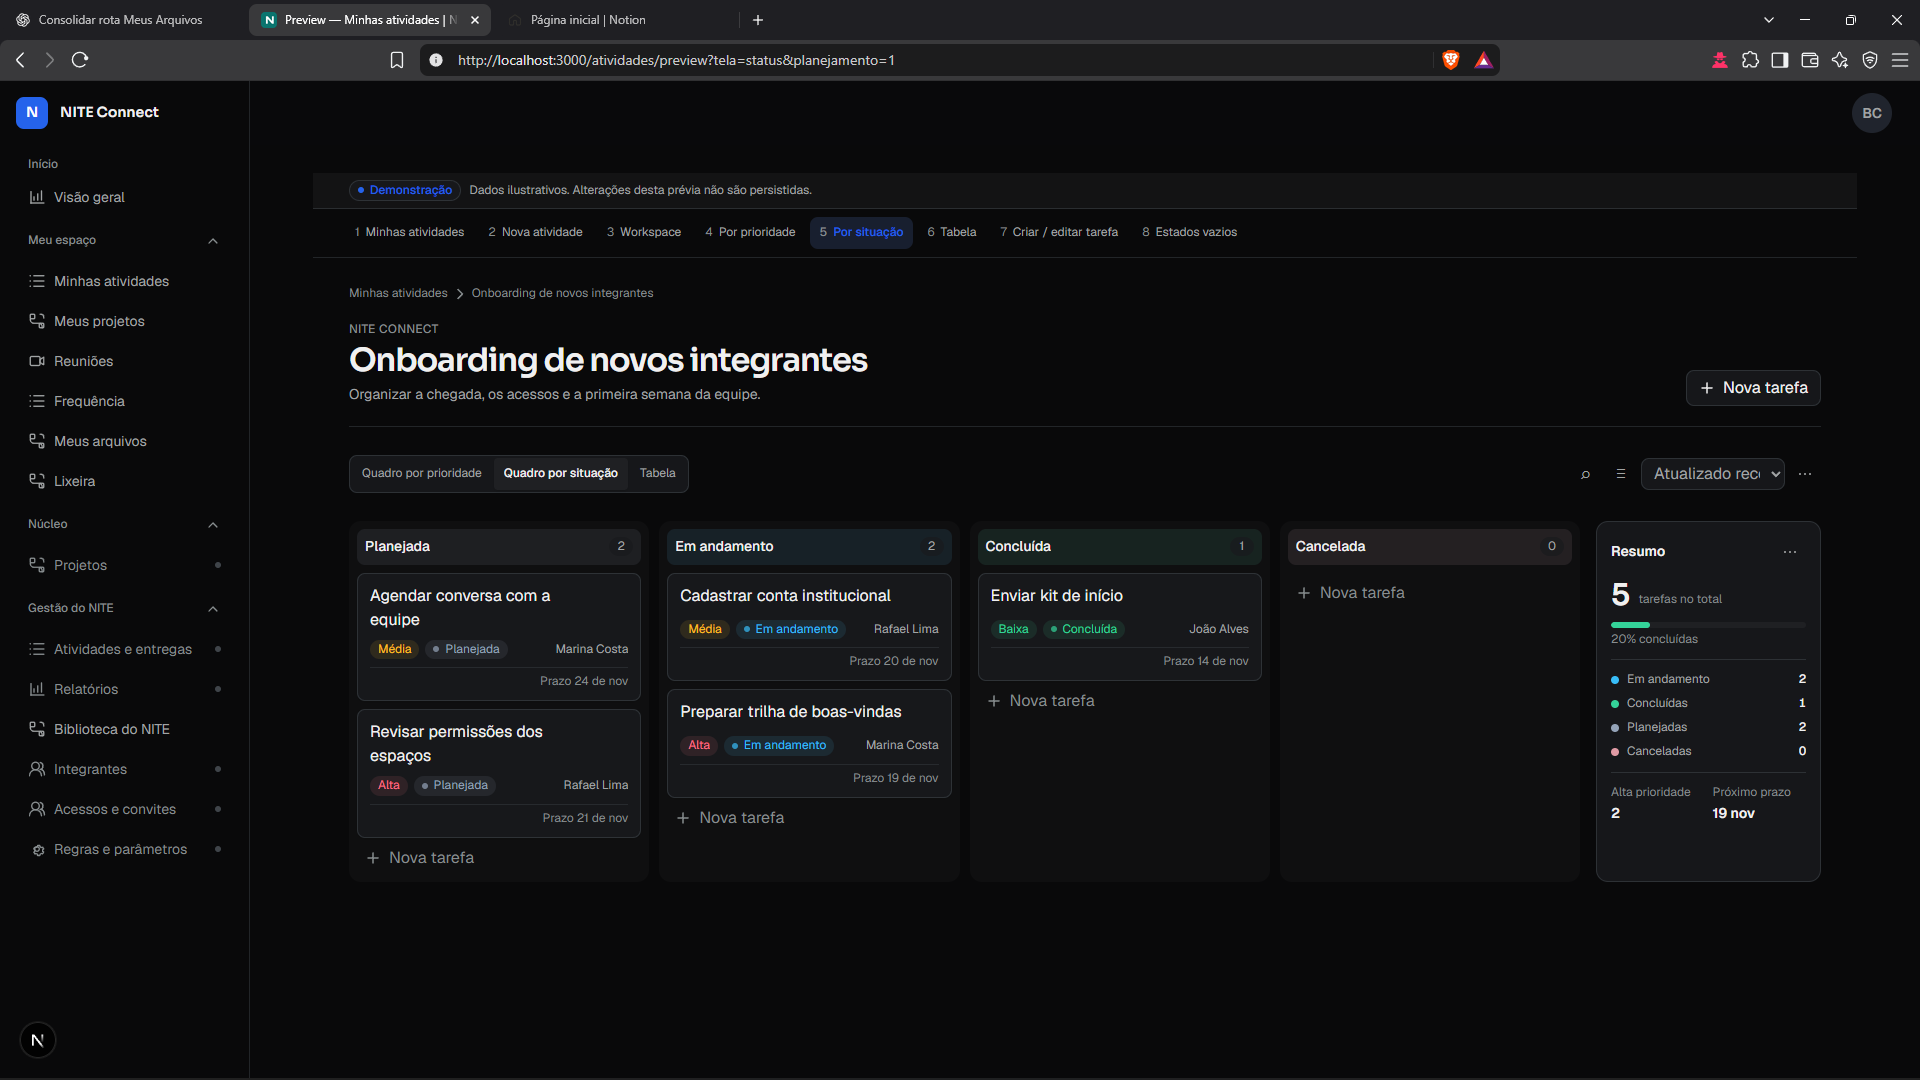 Consolidar rota Meus Arquivos
N Preview — Minhas atividades | N
Página inicial | Notion
http://localhost:3000/atividades/preview?tela=status&planejamento=1
N NITE Connect
BC
Início
Visão geral
Meu espaço
Minhas atividades
Meus projetos
Reuniões
Frequência
Meus arquivos
Lixeira
Núcleo
Projetos
Gestão do NITE
Atividades e entregas
Relatórios
Biblioteca do NITE
Integrantes
Acessos e convites
Regras e parâmetros
N
Demonstração Dados ilustrativos. Alterações desta prévia não são persistidas.
1 Minhas atividades 2 Nova atividade 3 Workspace 4 Por prioridade 5 Por situação 6 Tabela 7 Criar / editar tarefa 8 Estados vazios
Minhas atividades > Onboarding de novos integrantes
NITE CONNECT
Onboarding de novos integrantes
Organizar a chegada, os acessos e a primeira semana da equipe.
+ Nova tarefa
Quadro por prioridade Quadro por situação Tabela
Atualizado rec
Planejada 2
Agendar conversa com a
equipe
Média Planejada Marina Costa
Prazo 24 de nov
Revisar permissões dos
espaços
Alta Planejada Rafael Lima
Prazo 21 de nov
+ Nova tarefa
Em andamento 2
Cadastrar conta institucional
Média Em andamento Rafael Lima
Prazo 20 de nov
Preparar trilha de boas-vindas
Alta Em andamento Marina Costa
Prazo 19 de nov
+ Nova tarefa
Concluída 1
Enviar kit de início
Baixa Concluída João Alves
Prazo 14 de nov
+ Nova tarefa
Cancelada 0
+ Nova tarefa
Resumo
5 tarefas no total
20% concluídas
Em andamento 2
Concluídas 1
Planejadas 2
Canceladas 0
Alta prioridade Próximo prazo
2 19 nov